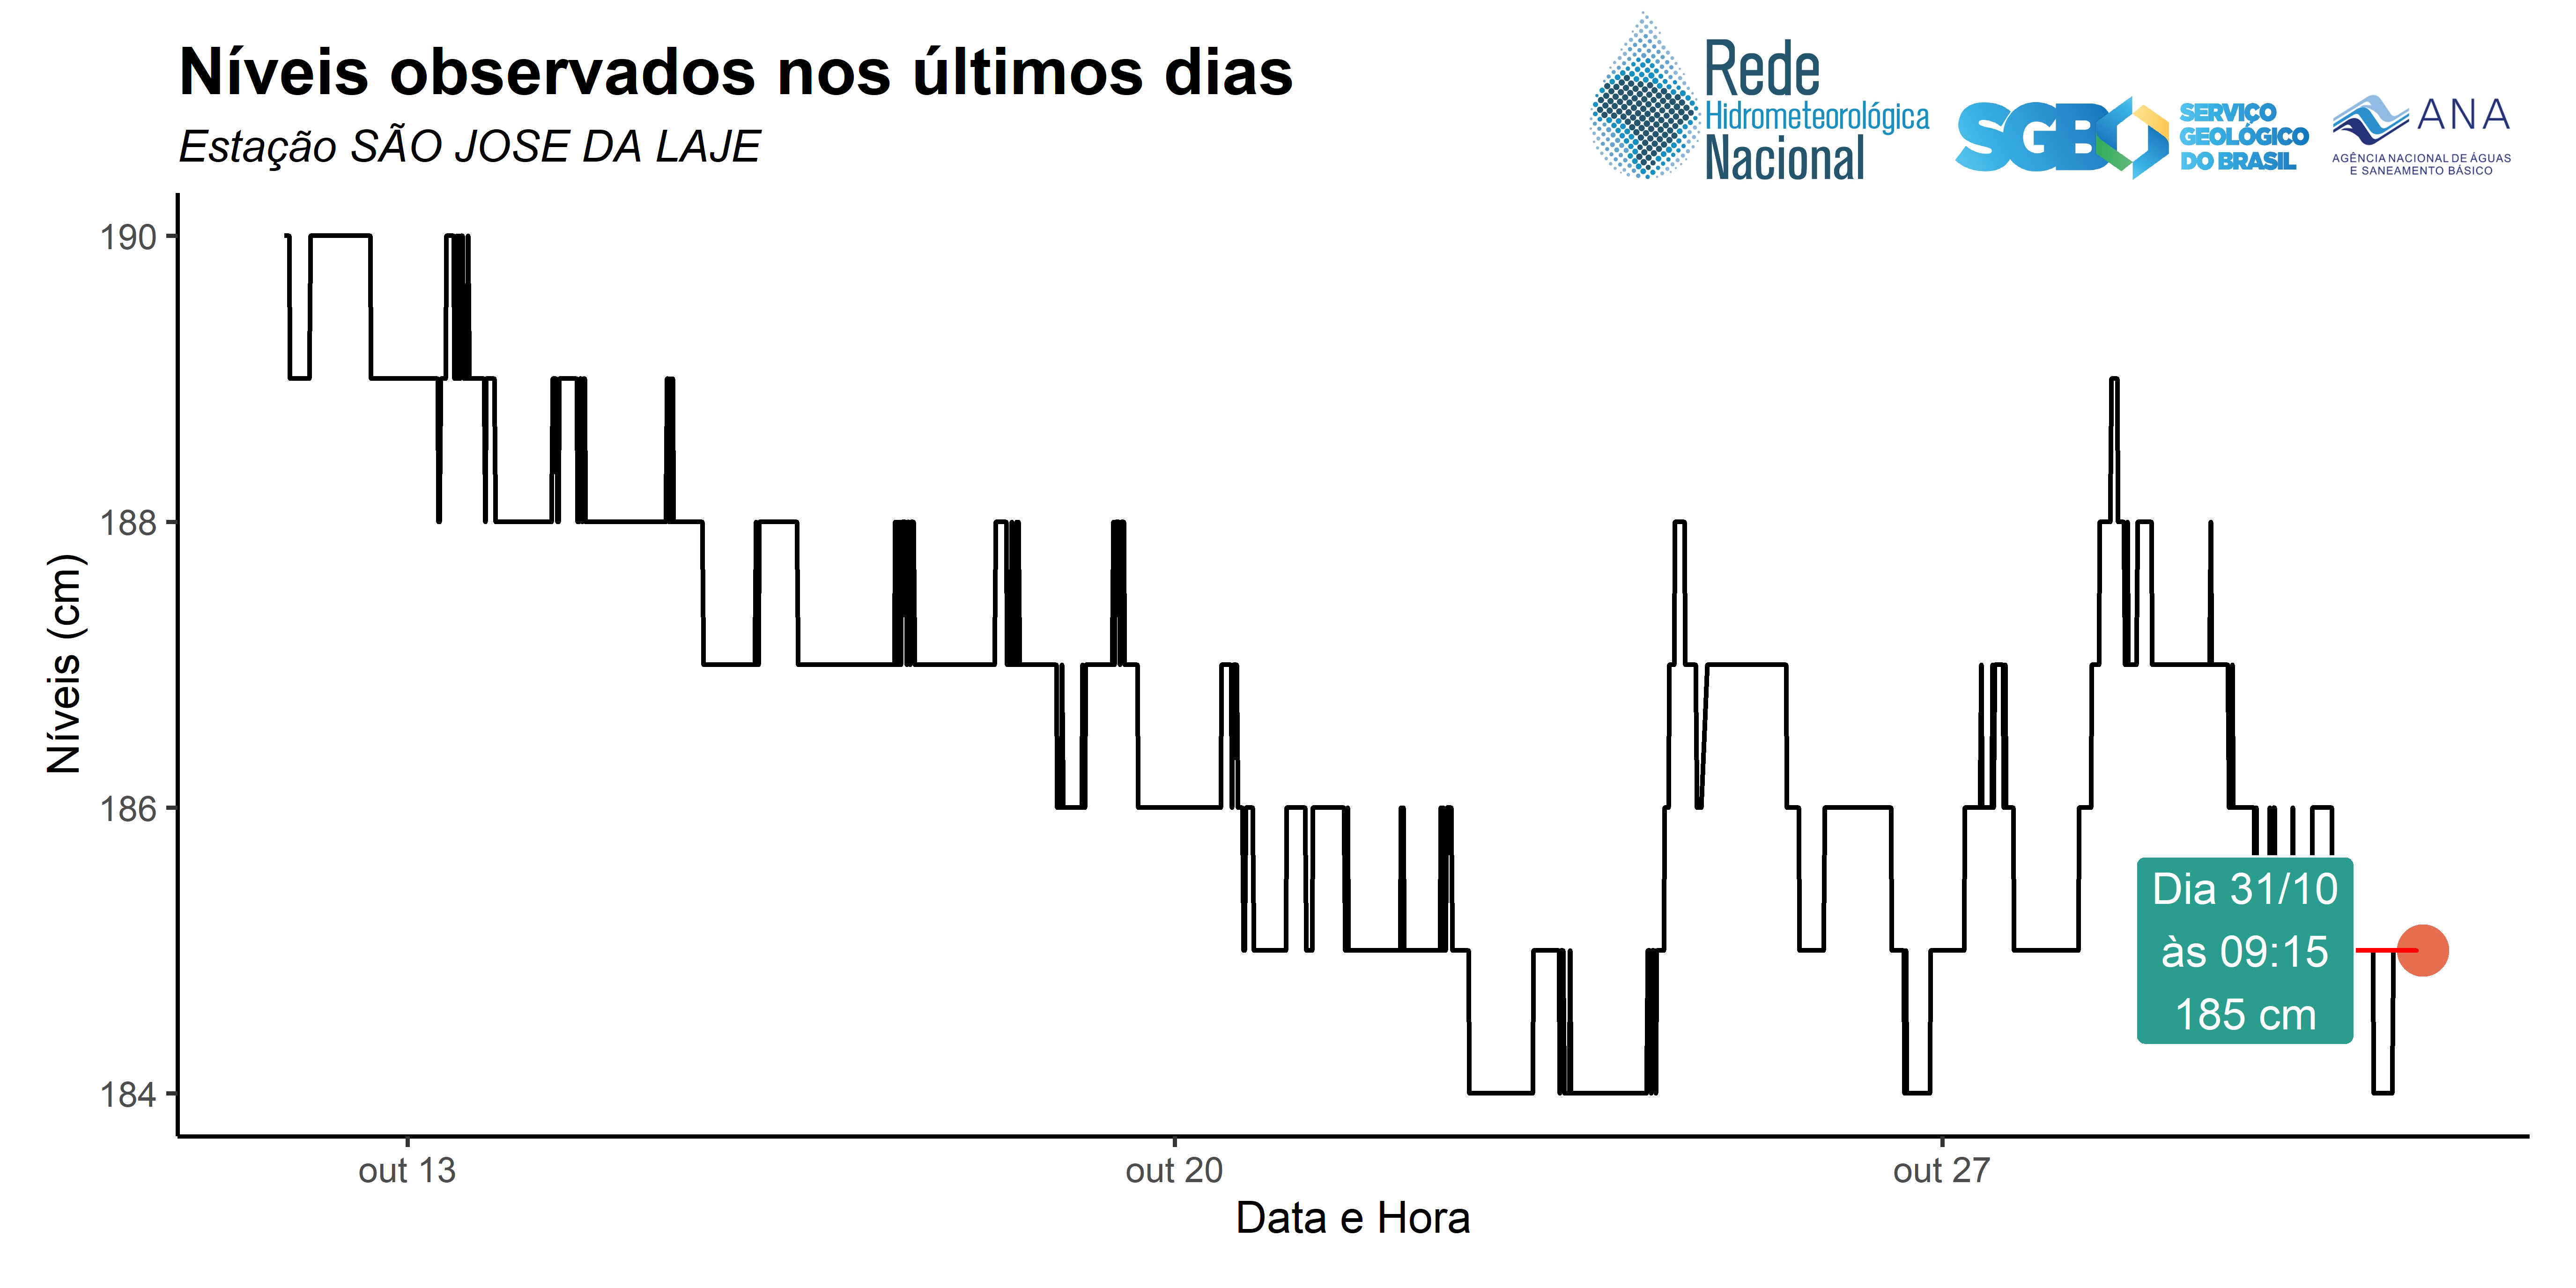 Níveis observados nos últimos dias
Estação SÃO JOSE DA LAJE
Rede
Hidrometeorológica
Nacional
SGB
SERVIÇO
GEOLÓGICO
DO BRASIL
ANA
AGÊNCIA NACIONAL DE ÁGUAS
E SANEAMENTO BÁSICO
Níveis (cm)
190
188
186
184
Dia 31/10
às 09:15
185 cm
out 13
out 20
out 27
Data e Hora